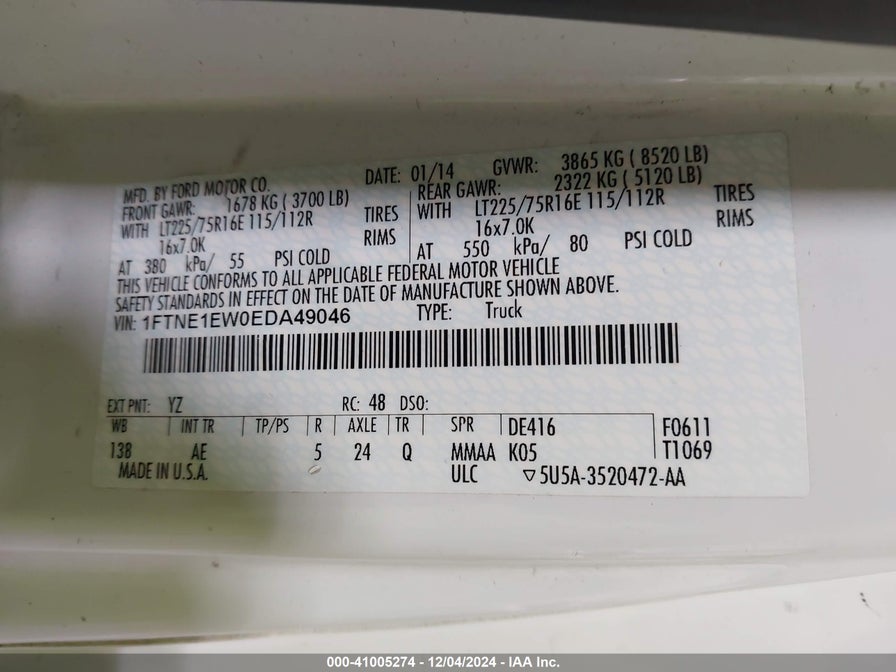 MFD. BY FORD MOTOR CO. DATE: 01/14 GVWR: 3865 KG ( 8520 LB)
FRONT GAWR: 1678 KG ( 3700 LB) REAR GAWR: 2322 KG ( 5120 LB)
WITH LT225/75R16E 115/112R TIRES WITH LT225/75R16E 115/112R TIRES
16x7.0K RIMS 16x7.0K RIMS
AT 380 kPa/ 55 PSI COLD AT 550 kPa/ 80 PSI COLD
THIS VEHICLE CONFORMS TO ALL APPLICABLE FEDERAL MOTOR VEHICLE
SAFETY STANDARDS IN EFFECT ON THE DATE OF MANUFACTURE SHOWN ABOVE.
VIN: 1FTNE1EW0EDA49046 TYPE: Truck
EXT PNT: YZ RC: 48 DSO:
WB INT TR TP/PS R AXLE TR SPR DE416 F0611
138 AE 5 24 Q MMAA K05 T1069
MADE IN U.S.A. ULC ▽5U5A-3520472-AA
000-41005274 - 12/04/2024 - IAA Inc.